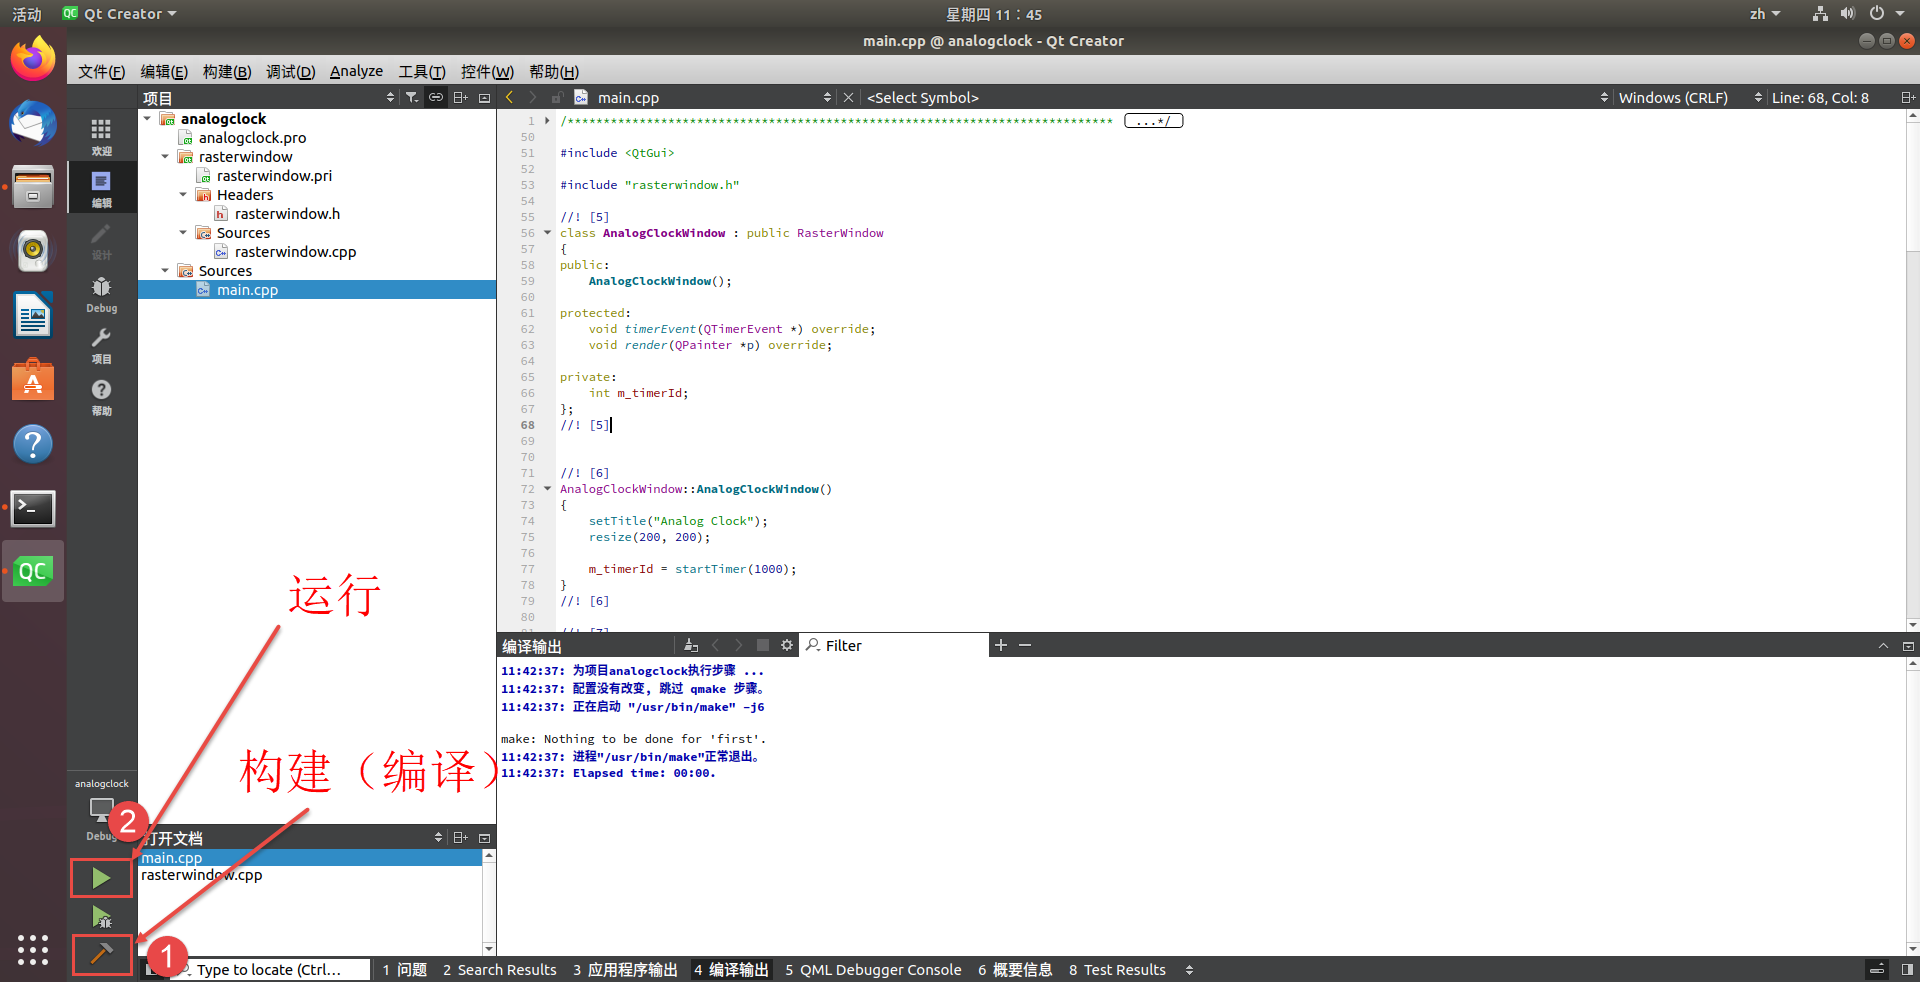 活动 Qt Creator 星期四 11：45 zh
main.cpp @ analogclock - Qt Creator
文件(F) 编辑(E) 构建(B) 调试(D) Analyze 工具(T) 控件(W) 帮助(H)
项目 main.cpp <Select Symbol> Windows (CRLF) Line: 68, Col: 8
欢迎
编辑
设计
Debug
项目
帮助
analogclock
analogclock.pro
rasterwindow
rasterwindow.pri
Headers
rasterwindow.h
Sources
rasterwindow.cpp
Sources
main.cpp
1 /**************************************************************************** ...*/
50
51 #include <QtGui>
52
53 #include "rasterwindow.h"
54
55 //! [5]
56 class AnalogClockWindow : public RasterWindow
57 {
58 public:
59 AnalogClockWindow();
60
61 protected:
62 void timerEvent(QTimerEvent *) override;
63 void render(QPainter *p) override;
64
65 private:
66 int m_timerId;
67 };
68 //! [5]
69
70
71 //! [6]
72 AnalogClockWindow::AnalogClockWindow()
73 {
74 setTitle("Analog Clock");
75 resize(200, 200);
76
77 m_timerId = startTimer(1000);
78 }
79 //! [6]
80
81 //! [7]
运行
构建（编译）
编译输出 Filter
11:42:37: 为项目analogclock执行步骤 ...
11:42:37: 配置没有改变, 跳过 qmake 步骤。
11:42:37: 正在启动 "/usr/bin/make" -j6
make: Nothing to be done for 'first'.
11:42:37: 进程"/usr/bin/make"正常退出。
11:42:37: Elapsed time: 00:00.
analogclock
Debug
2
打开文档
main.cpp
rasterwindow.cpp
1
Type to locate (Ctrl... 1 问题 2 Search Results 3 应用程序输出 4 编译输出 5 QML Debugger Console 6 概要信息 8 Test Results